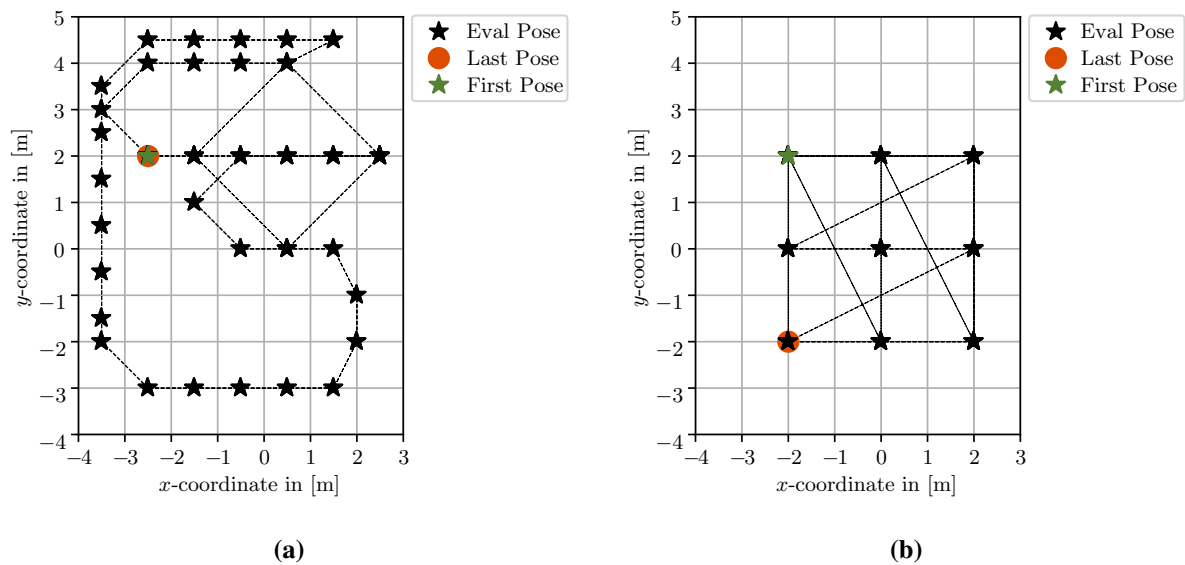 5
4
3
2
1
0
−1
−2
−3
−4
−4 −3 −2 −1 0 1 2 3
x-coordinate in [m]
y-coordinate in [m]
Eval Pose
Last Pose
First Pose
(a)
5
4
3
2
1
0
−1
−2
−3
−4
−4 −3 −2 −1 0 1 2 3
x-coordinate in [m]
y-coordinate in [m]
Eval Pose
Last Pose
First Pose
(b)